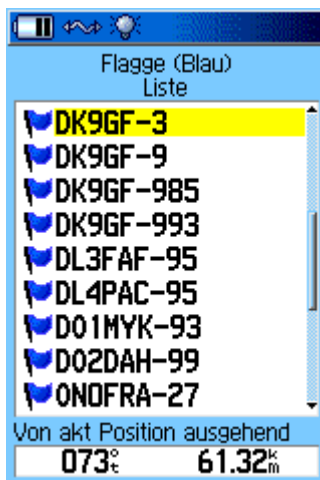 Flagge (Blau)
Liste
DK9GF-3
DK9GF-9
DK9GF-985
DK9GF-993
DL3FAF-95
DL4PAC-95
DO1MYK-93
DO2DAH-99
ON0FRA-27
Von akt Position ausgehend
073°t 61.32km